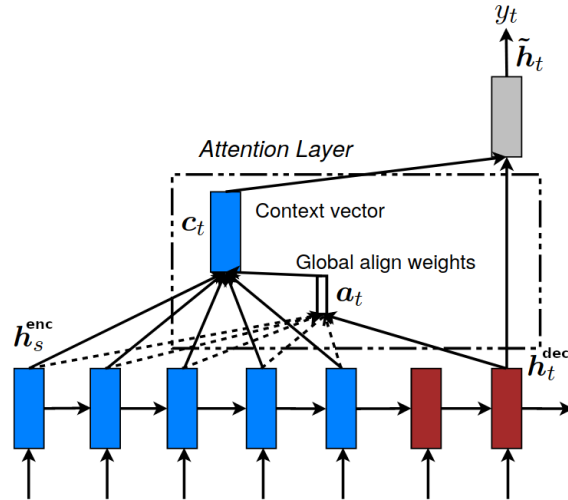 y_t
h̃_t
Attention Layer
c_t
Context vector
Global align weights
a_t
h_s^enc
h_t^dec